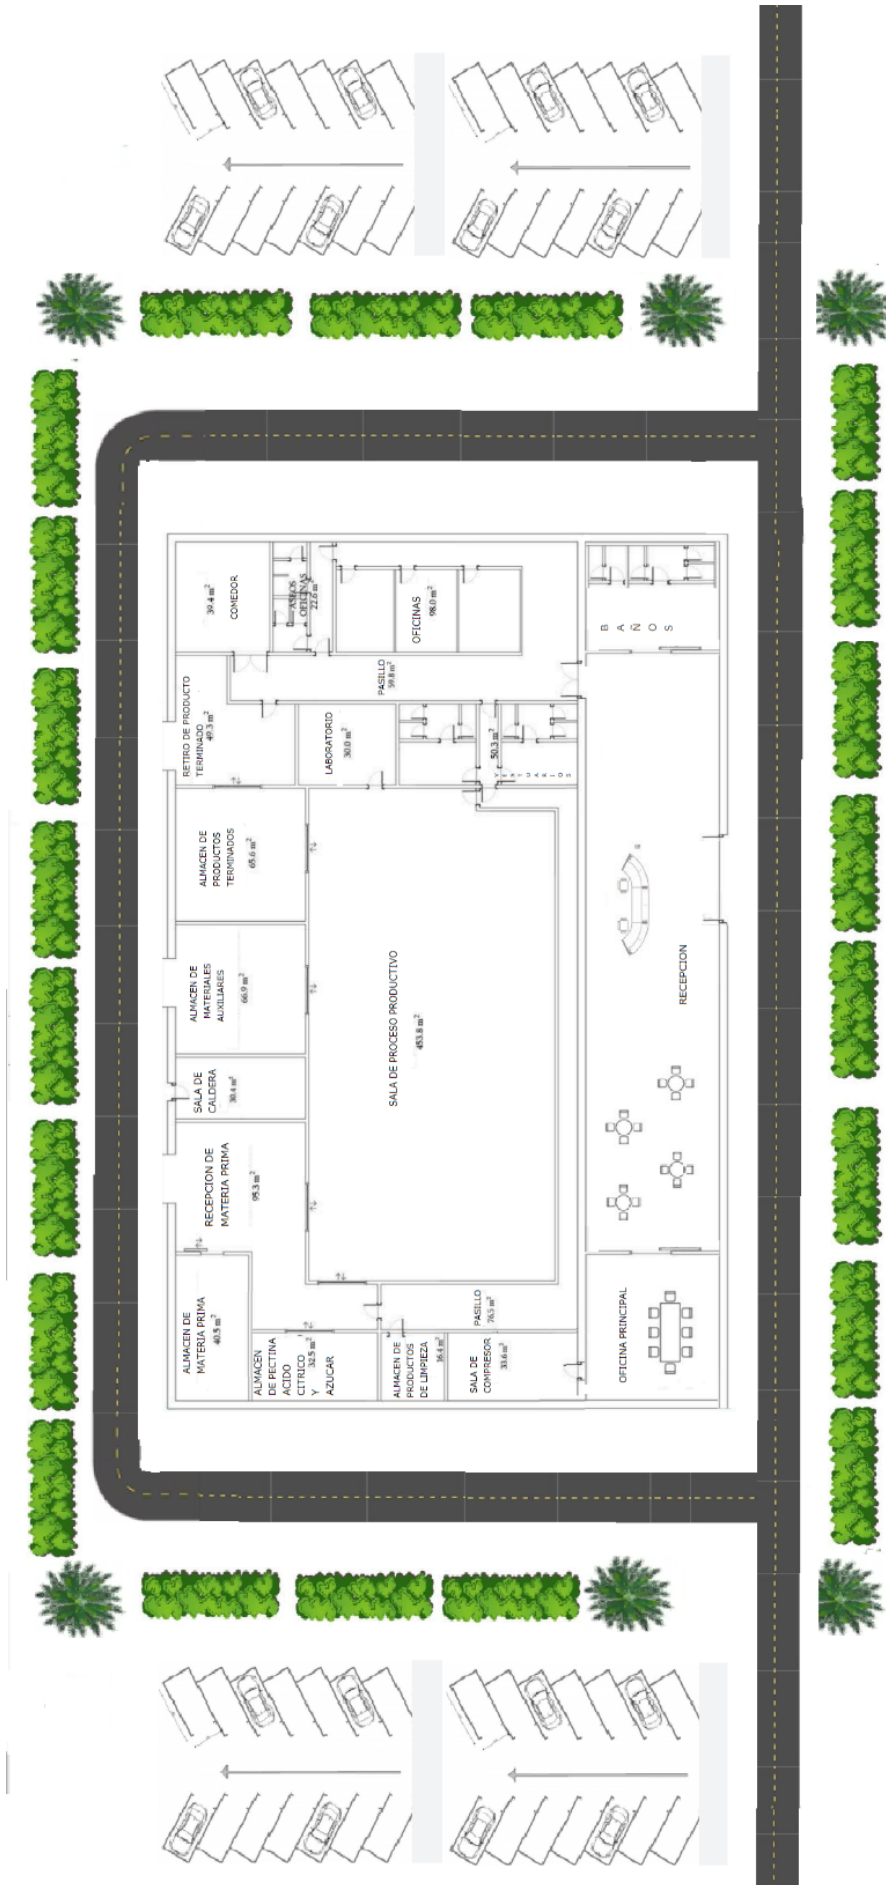 39.4 m²
COMEDOR
ASEOS
OFICINAS
22.6 m²
OFICINAS
98.0 m²
B A Ñ O S
PASILLO
59.8 m²
RETIRO DE PRODUCTO
TERMINADO
49.3 m²
LABORATORIO
30.0 m²
50.3 m²
ALMACEN DE
PRODUCTOS
TERMINADOS
65.6 m²
ALMACEN DE
MATERIALES
AUXILIARES
66.9 m²
SALA DE PROCESO PRODUCTIVO
453.8 m²
RECEPCION
SALA DE
CALDERA
30.4 m²
RECEPCION DE
MATERIA PRIMA
95.3 m²
ALMACEN DE
MATERIA PRIMA
40.5 m²
ALMACEN
DE PECTINA
ACIDO
CITRICO
32.5 m²
Y
AZUCAR
ALMACEN DE
PRODUCTOS
DE LIMPIEZA
16.4 m²
PASILLO
76.5 m²
SALA DE
COMPRESOR
33.6 m²
OFICINA PRINCIPAL